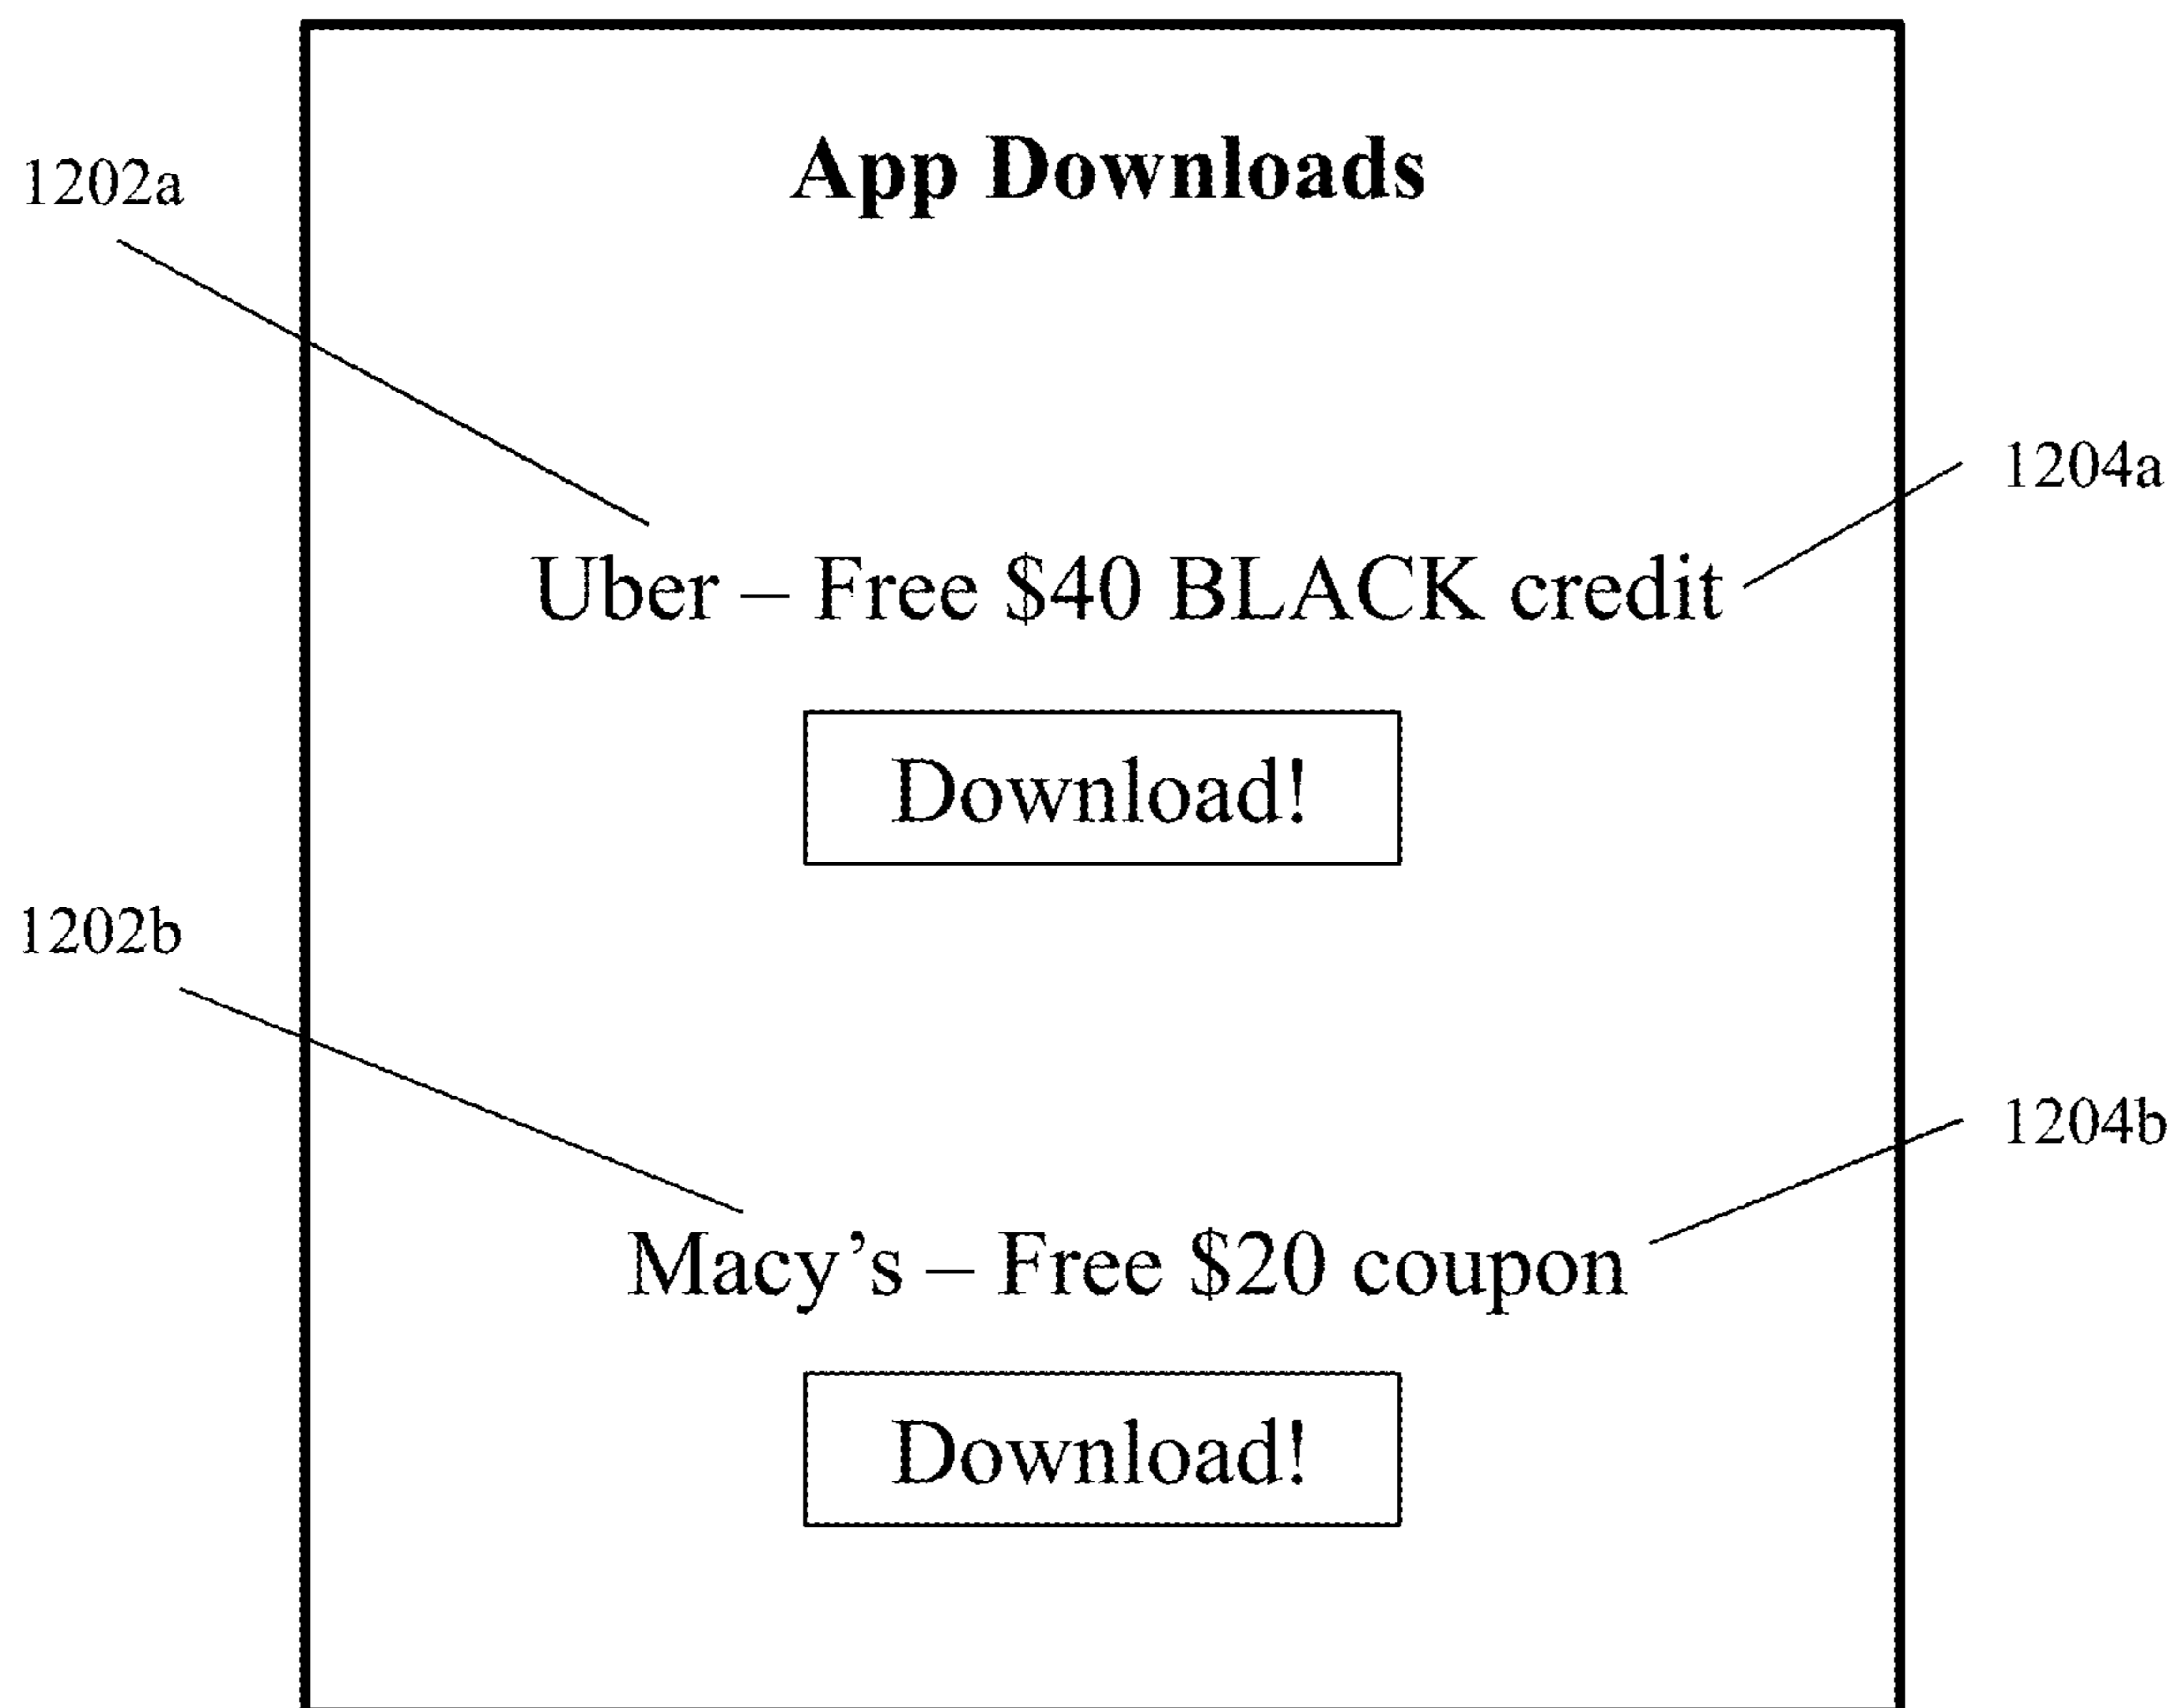 App Downloads
1202a
1204a
Uber – Free $40 BLACK credit
Download!
1202b
1204b
Macy’s – Free $20 coupon
Download!